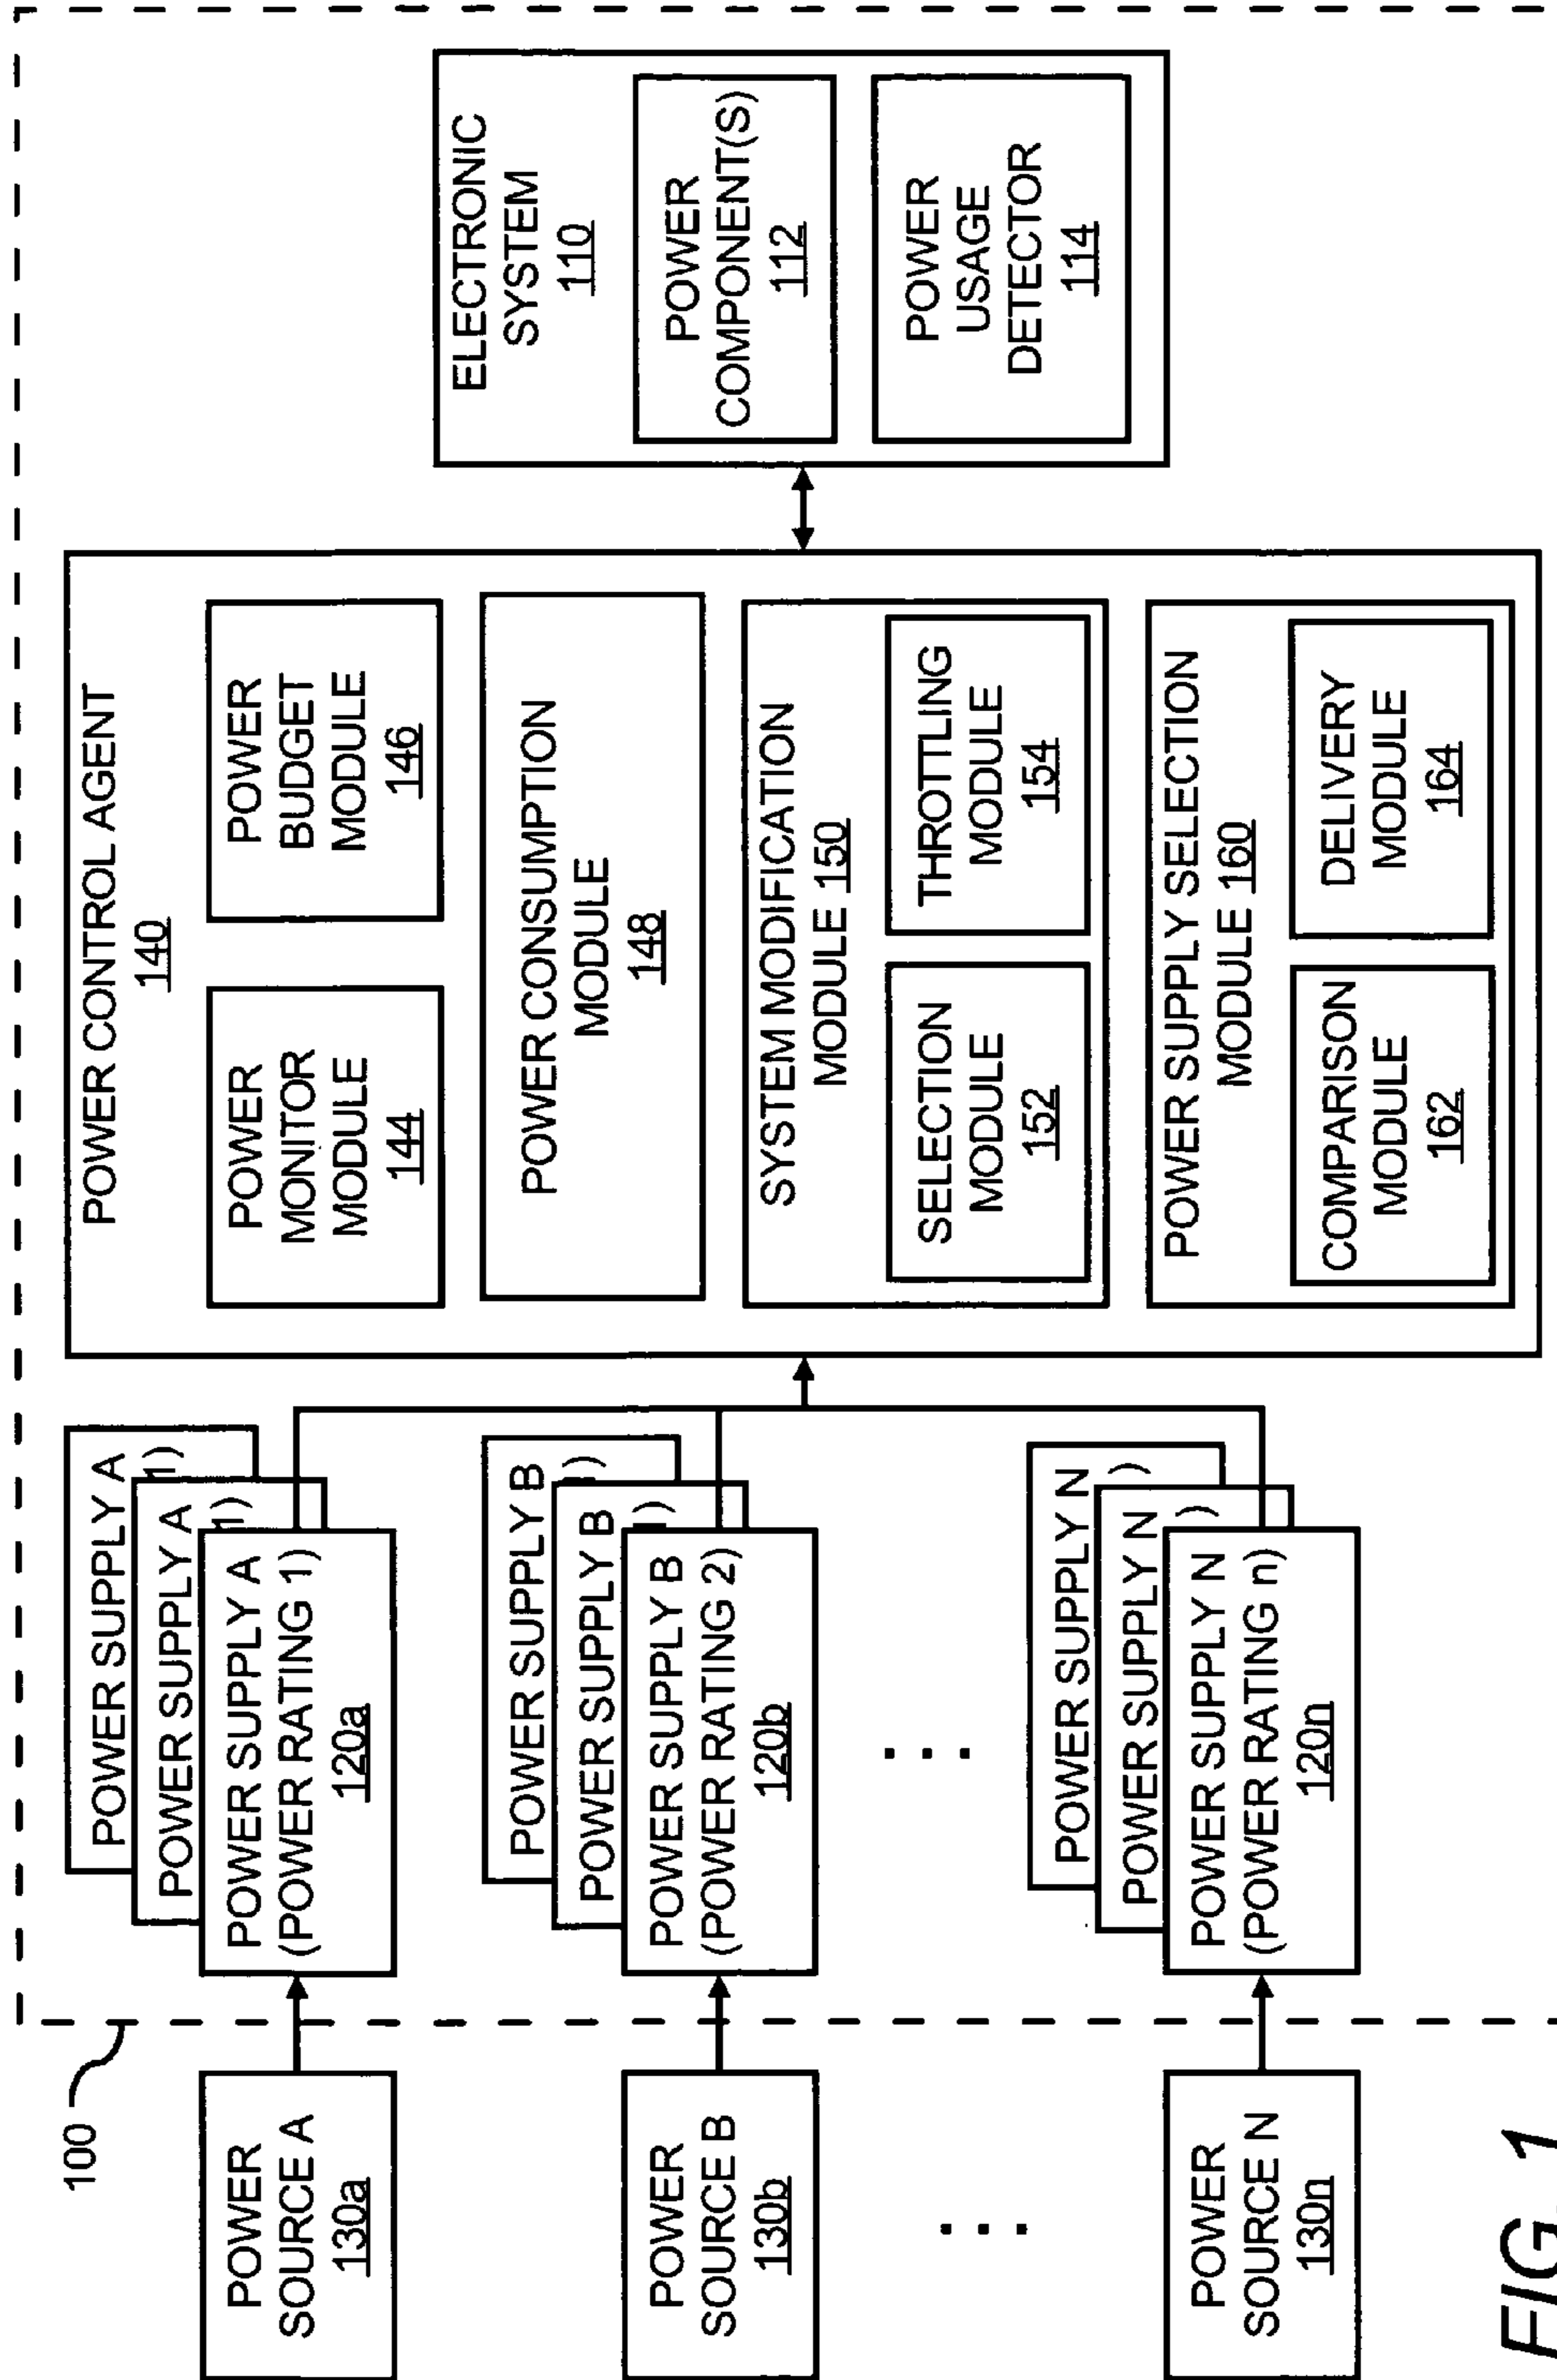 100
POWER
SOURCE A
130a
POWER
SOURCE B
130b
. . .
POWER
SOURCE N
130n
POWER SUPPLY A
1)
POWER SUPPLY A
1)
POWER SUPPLY A
(POWER RATING 1)
120a
POWER SUPPLY B
)
POWER SUPPLY B
)
POWER SUPPLY B
(POWER RATING 2)
120b
. . .
POWER SUPPLY N
)
POWER SUPPLY N
)
POWER SUPPLY N
(POWER RATING n)
120n
POWER CONTROL AGENT
140
POWER
MONITOR
MODULE
144
POWER
BUDGET
MODULE
146
POWER CONSUMPTION
MODULE
148
SYSTEM MODIFICATION
MODULE 150
SELECTION
MODULE
152
THROTTLING
MODULE
154
POWER SUPPLY SELECTION
MODULE 160
COMPARISON
MODULE
162
DELIVERY
MODULE
164
ELECTRONIC
SYSTEM
110
POWER
COMPONENT(S)
112
POWER
USAGE
DETECTOR
114
FIG. 1